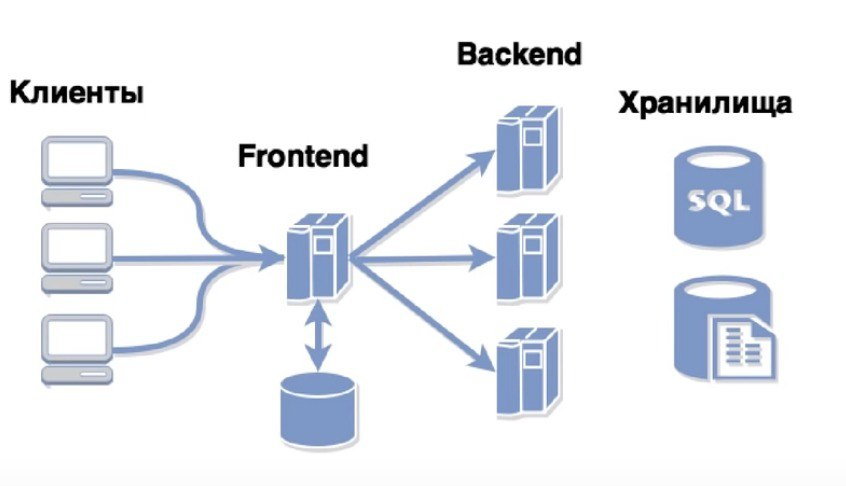 Клиенты
Frontend
Backend
Хранилища
SQL